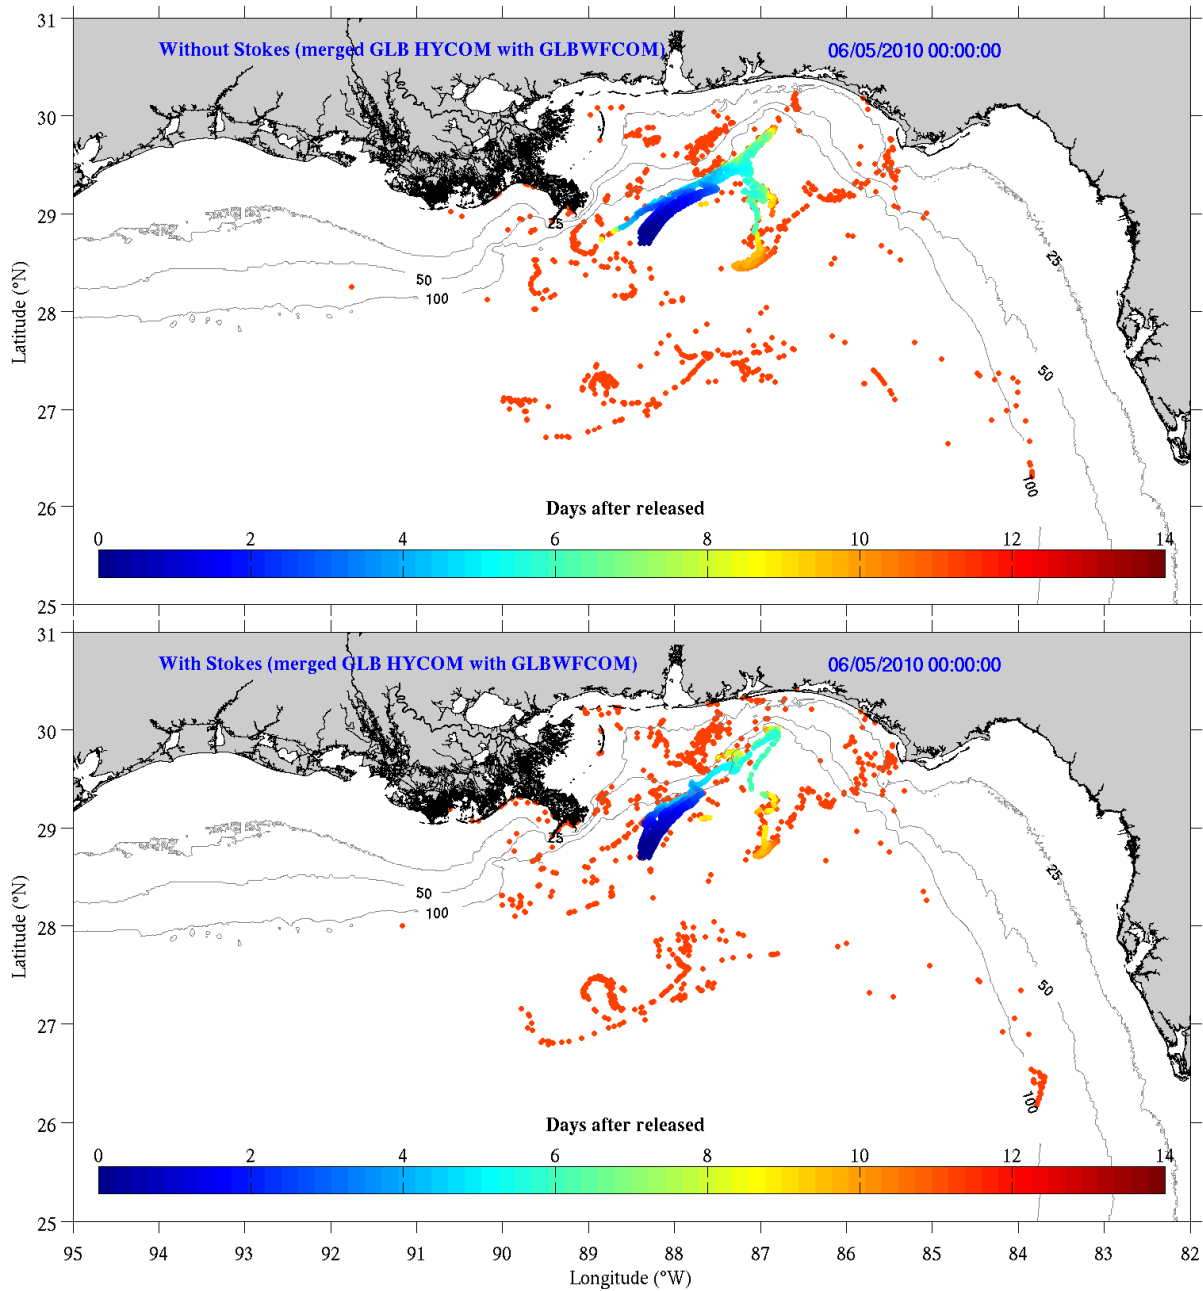 31
Without Stokes (merged GLB HYCOM with GLBWFCOM)
06/05/2010 00:00:00
30
29
25
25
50
100
28
Latitude (°N)
50
27
100
26
Days after released
0 2 4 6 8 10 12 14
25
31
With Stokes (merged GLB HYCOM with GLBWFCOM)
06/05/2010 00:00:00
30
29
25
25
50
100
28
Latitude (°N)
50
27
100
26
Days after released
0 2 4 6 8 10 12 14
25
95 94 93 92 91 90 89 88 87 86 85 84 83 82
Longitude (°W)